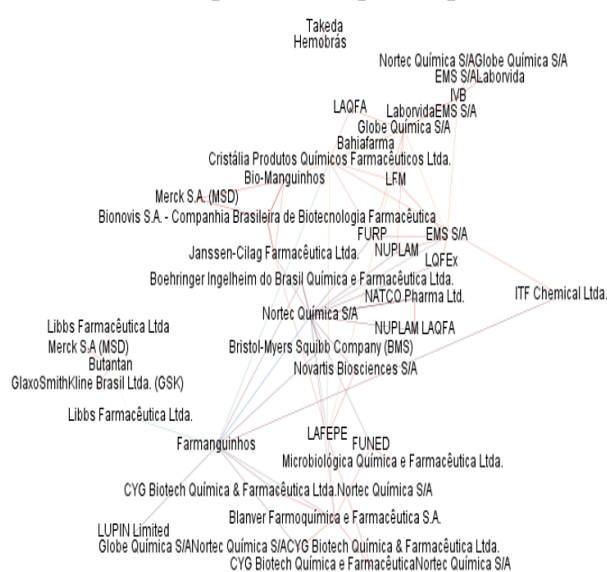 Takeda
Hemobrás
Nortec Química S/AGlobe Química S/A
EMS S/ALaborvida
IVB
LAQFA
LaborvidaEMS S/A
Globe Química S/A
Bahiafarma
Cristália Produtos Químicos Farmacêuticos Ltda.
Bio-Manguinhos
LFM
Merck S.A. (MSD)
Bionovis S.A. - Companhia Brasileira de Biotecnologia Farmacêutica
FURP
EMS S/A
Janssen-Cilag Farmacêutica Ltda.
NUPLAM
LQFEx
Boehringer Ingelheim do Brasil Química e Farmacêutica Ltda.
NATCO Pharma Ltd.
ITF Chemical Ltda.
Nortec Química S/A
Libbs Farmacêutica Ltda
NUPLAM LAQFA
Merck S.A (MSD)
Bristol-Myers Squibb Company (BMS)
Butantan
Novartis Biosciences S/A
GlaxoSmithKline Brasil Ltda. (GSK)
Libbs Farmacêutica Ltda.
LAFEPE
Farmanguinhos
FUNED
Microbiológica Química e Farmacêutica Ltda.
CYG Biotech Química & Farmacêutica Ltda.Nortec Química S/A
Blanver Farmoquímica e Farmacêutica S.A.
LUPIN Limited
Globe Química S/ANortec Química S/ACYG Biotech Química & Farmacêutica Ltda.
CYG Biotech Química e FarmacêuticaNortec Química S/A